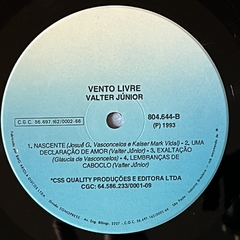 VENTO LIVRE
VALTER JÚNIOR
C.G.C. 56.697.162/0002-66
804.644-B
(P) 1993
1. NASCENTE (Josué G. Vasconcelos e Kaiser Mark Vidal) • 2. UMA
DECLARAÇÃO DE AMOR (Valter Júnior) • 3. EXALTAÇÃO
(Glaucia de Vasconcelos) • 4. LEMBRANÇAS DE
CABOCLO (Valter Júnior)
*CSS QUALITY PRODUÇÕES E EDITORA LTDA
CGC: 64.586.233/0001-09